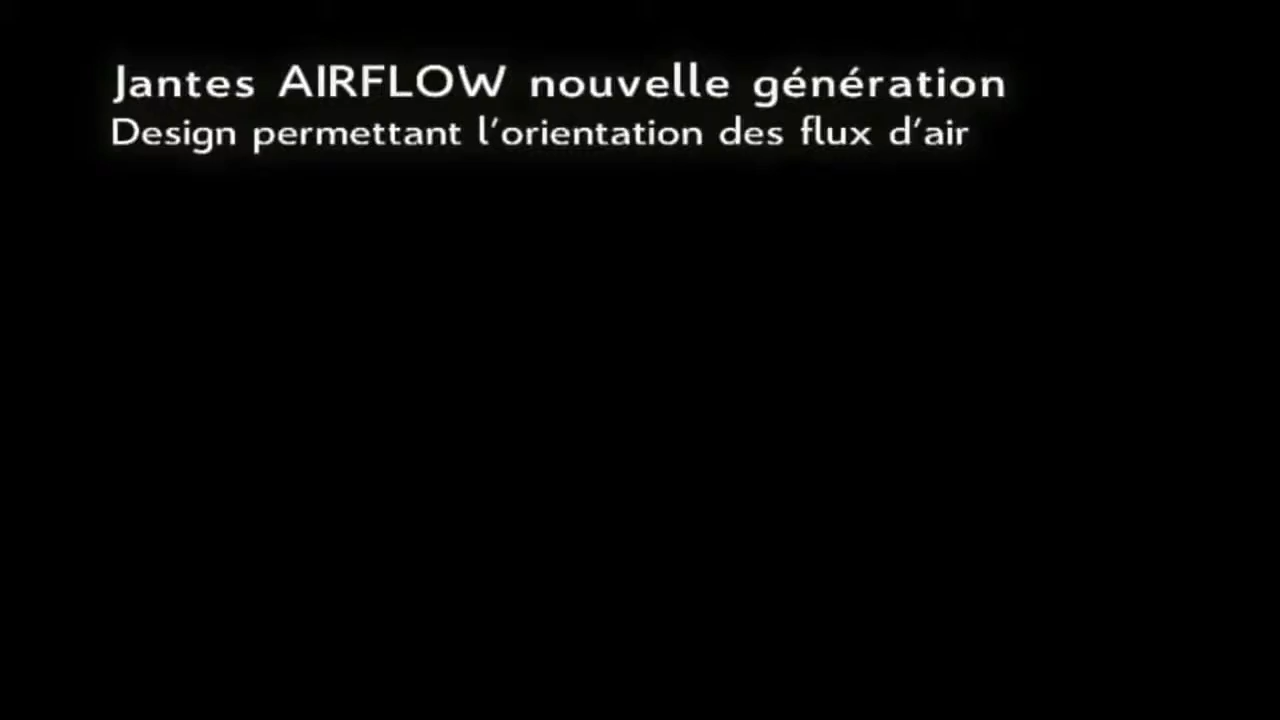 Jantes AIRFLOW nouvelle génération
Design permettant l'orientation des flux d'air